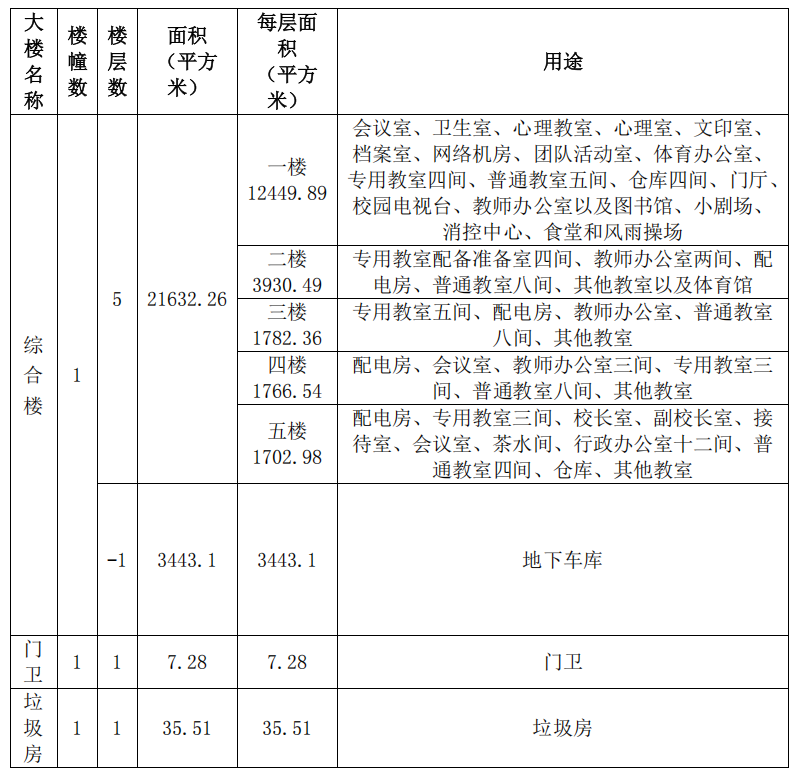 大楼名称
楼幢数
楼层数
面积
（平方
米）
每层面
积
（平方
米）
用途
综合楼
1
5
21632.26
一楼
12449.89
会议室、卫生室、心理教室、心理室、文印室、
档案室、网络机房、团队活动室、体育办公室、
专用教室四间、普通教室五间、仓库四间、门厅、
校园电视台、教师办公室以及图书馆、小剧场、
消控中心、食堂和风雨操场
二楼
3930.49
专用教室配备准备室四间、教师办公室两间、配
电房、普通教室八间、其他教室以及体育馆
三楼
1782.36
专用教室五间、配电房、教师办公室、普通教室
八间、其他教室
四楼
1766.54
配电房、会议室、教师办公室三间、专用教室三
间、普通教室八间、其他教室
五楼
1702.98
配电房、专用教室三间、校长室、副校长室、接
待室、会议室、茶水间、行政办公室十二间、普
通教室四间、仓库、其他教室
-1
3443.1
3443.1
地下车库
门卫
1
1
7.28
7.28
门卫
垃圾房
1
1
35.51
35.51
垃圾房